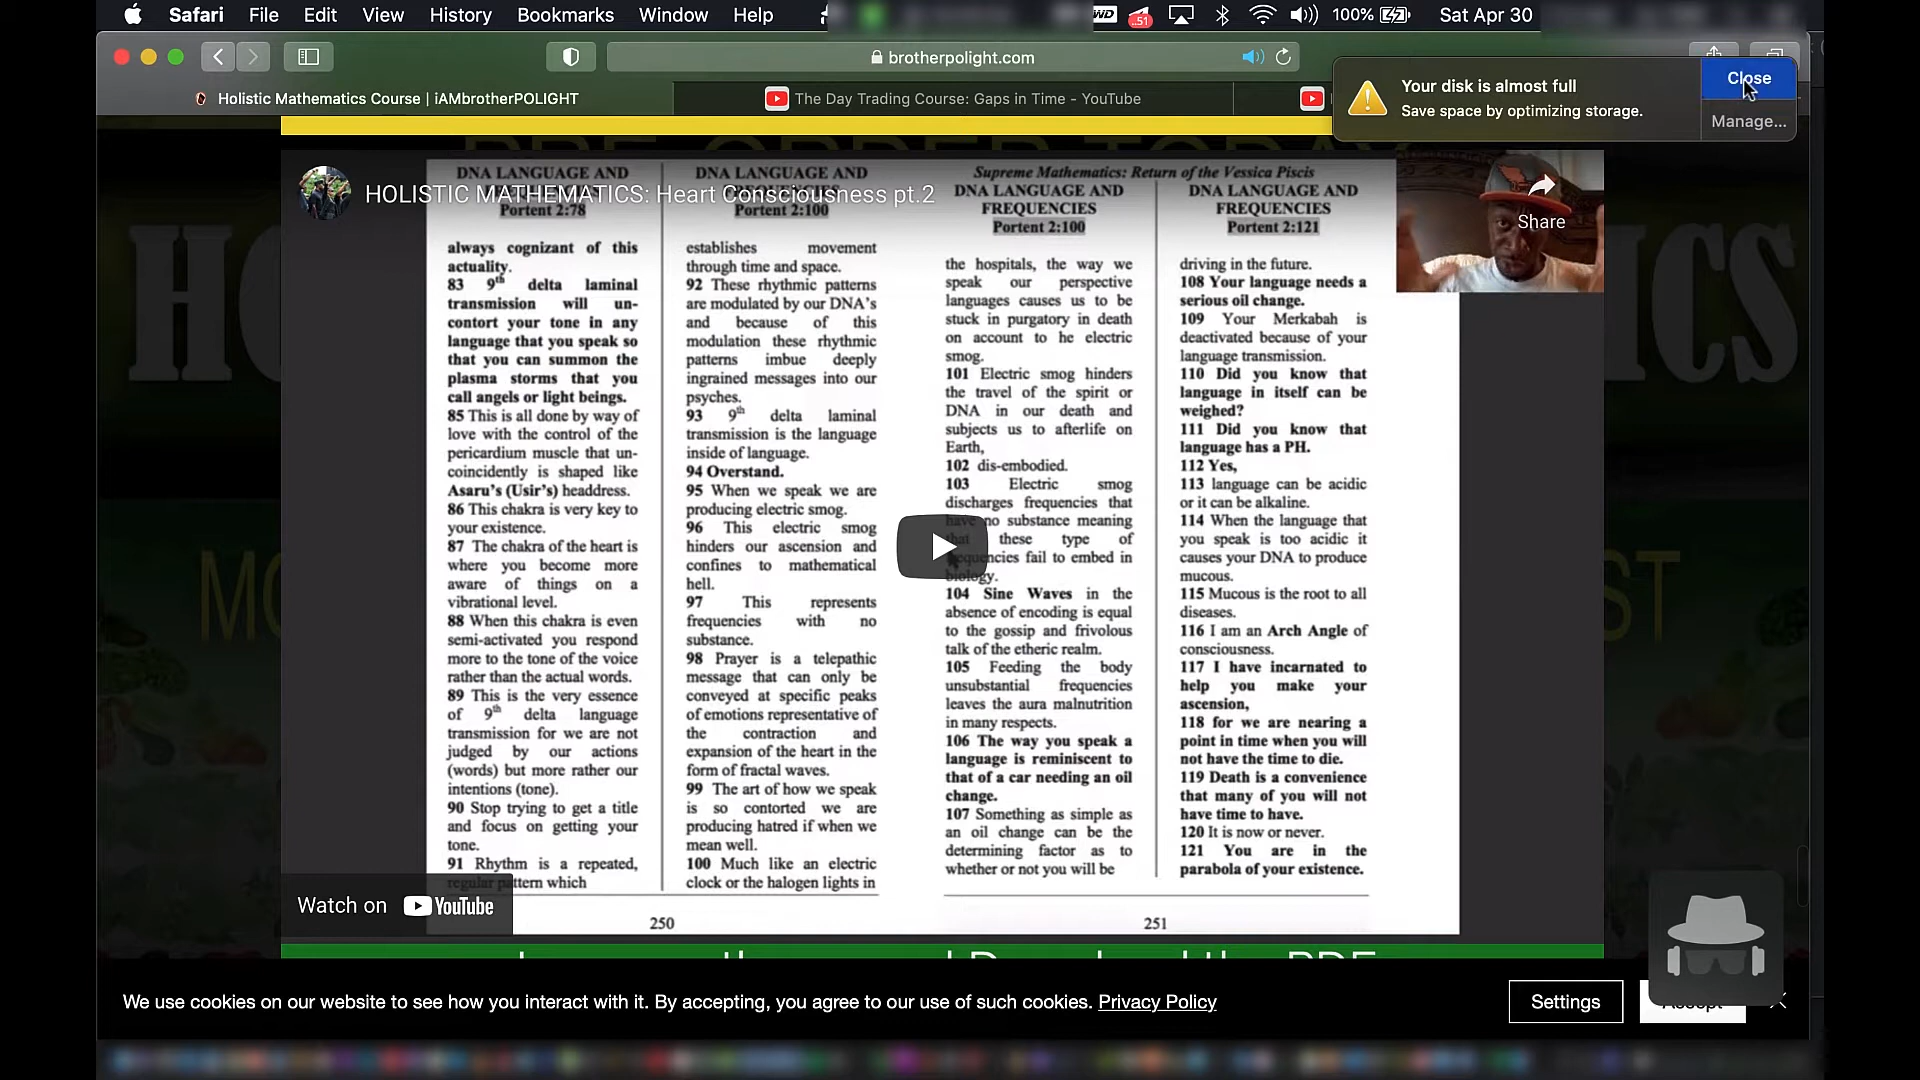 Safari File Edit View History Bookmarks Window Help
..51
100%
Sat Apr 30
brotherpolight.com
Holistic Mathematics Course | iAMbrotherPOLIGHT
The Day Trading Course: Gaps in Time - YouTube
Your disk is almost full
Save space by optimizing storage.
Close
Manage...
PRE-ORDER TODAY
HOLISTIC MATHEMATICS: Heart Consciousness pt.2
Share
DNA LANGUAGE AND
Portent 2:78
always cognizant of this
actuality.
83 9th delta laminal
transmission will un-
contort your tone in any
language that you speak so
that you can summon the
plasma storms that you
call angels or light beings.
85 This is all done by way of
love with the control of the
pericardium muscle that un-
coincidently is shaped like
Asaru's (Usir's) headdress.
86 This chakra is very key to
your existence.
87 The chakra of the heart is
where you become more
aware of things on a
vibrational level.
88 When this chakra is even
semi-activated you respond
more to the tone of the voice
rather than the actual words.
89 This is the very essence
of 9th delta language
transmission for we are not
judged by our actions
(words) but more rather our
intentions (tone).
90 Stop trying to get a title
and focus on getting your
tone.
91 Rhythm is a repeated,
regular pattern which
DNA LANGUAGE AND
Portent 2:100
establishes movement
through time and space.
92 These rhythmic patterns
are modulated by our DNA's
and because of this
modulation these rhythmic
patterns imbue deeply
ingrained messages into our
psyches.
93 9th delta laminal
transmission is the language
inside of language.
94 Overstand.
95 When we speak we are
producing electric smog.
96 This electric smog
hinders our ascension and
confines to mathematical
hell.
97 This represents
frequencies with no
substance.
98 Prayer is a telepathic
message that can only be
conveyed at specific peaks
of emotions representative of
the contraction and
expansion of the heart in the
form of fractal waves.
99 The art of how we speak
is so contorted we are
producing hatred if when we
mean well.
100 Much like an electric
clock or the halogen lights in
250
Supreme Mathematics: Return of the Vessica Piscis
DNA LANGUAGE AND
FREQUENCIES
Portent 2:100
the hospitals, the way we
speak our perspective
languages causes us to be
stuck in purgatory in death
on account to he electric
smog.
101 Electric smog hinders
the travel of the spirit or
DNA in our death and
subjects us to afterlife on
Earth,
102 dis-embodied.
103 Electric smog
discharges frequencies that
have no substance meaning
that these type of
frequencies fail to embed in
biology.
104 Sine Waves in the
absence of encoding is equal
to the gossip and frivolous
talk of the etheric realm.
105 Feeding the body
unsubstantial frequencies
leaves the aura malnutrition
in many respects.
106 The way you speak a
language is reminiscent to
that of a car needing an oil
change.
107 Something as simple as
an oil change can be the
determining factor as to
whether or not you will be
DNA LANGUAGE AND
FREQUENCIES
Portent 2:121
driving in the future.
108 Your language needs a
serious oil change.
109 Your Merkabah is
deactivated because of your
language transmission.
110 Did you know that
language in itself can be
weighed?
111 Did you know that
language has a PH.
112 Yes,
113 language can be acidic
or it can be alkaline.
114 When the language that
you speak is too acidic it
causes your DNA to produce
mucous.
115 Mucous is the root to all
diseases.
116 I am an Arch Angle of
consciousness.
117 I have incarnated to
help you make your
ascension,
118 for we are nearing a
point in time when you will
not have the time to die.
119 Death is a convenience
that many of you will not
have time to have.
120 It is now or never.
121 You are in the
parabola of your existence.
251
Watch on YouTube
We use cookies on our website to see how you interact with it. By accepting, you agree to our use of such cookies. Privacy Policy
Settings
Accept